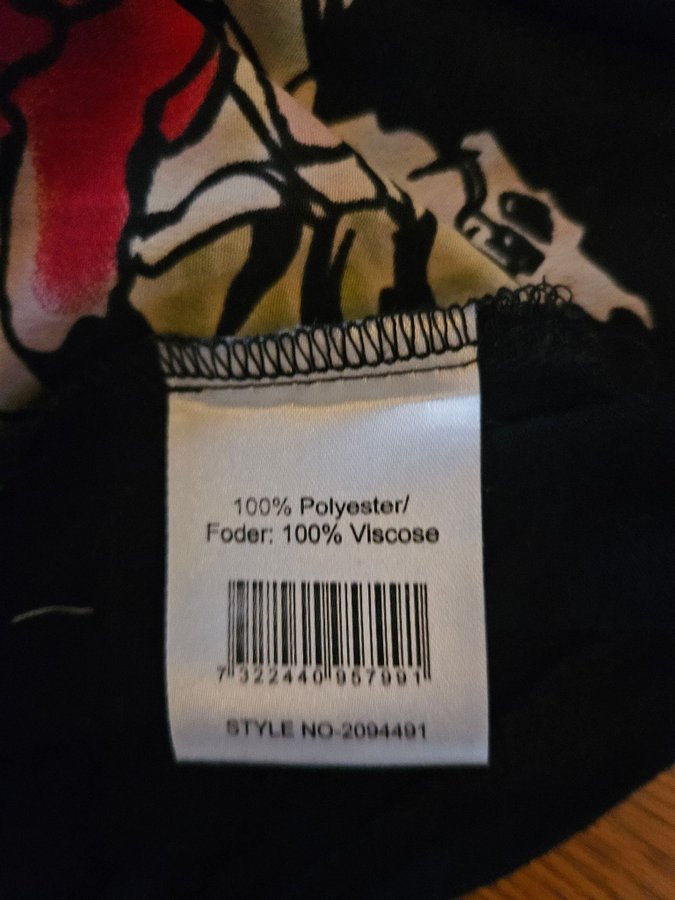 100% Polyester/
Foder: 100% Viscose
7 322440 957991
STYLE NO-2094491